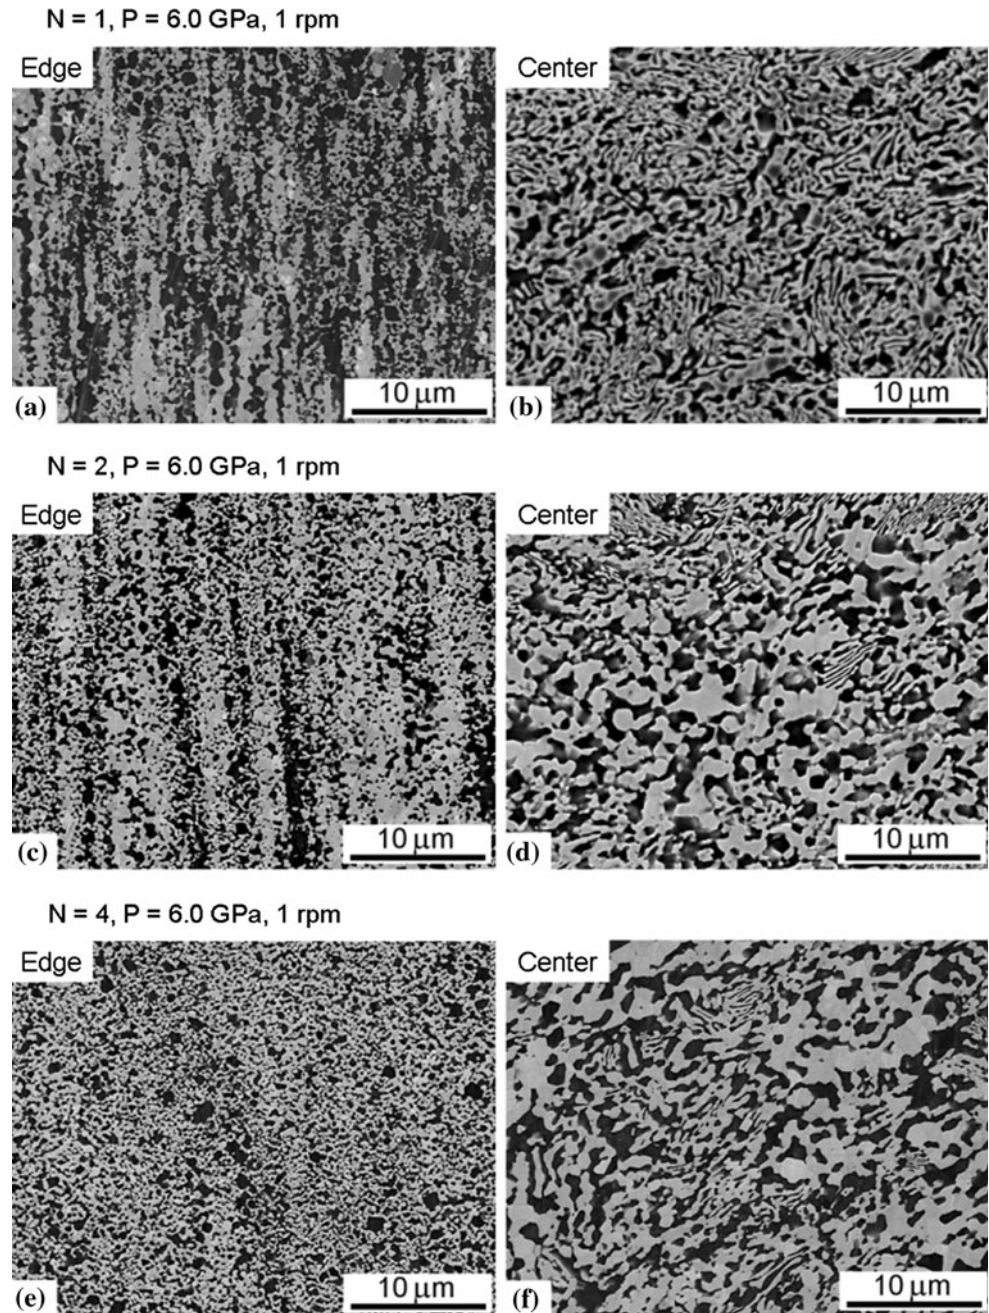 N = 1, P = 6.0 GPa, 1 rpm
Edge
Center
10 µm
10 µm
(a)
(b)
N = 2, P = 6.0 GPa, 1 rpm
Edge
Center
10 µm
10 µm
(c)
(d)
N = 4, P = 6.0 GPa, 1 rpm
Edge
Center
10 µm
10 µm
(e)
(f)